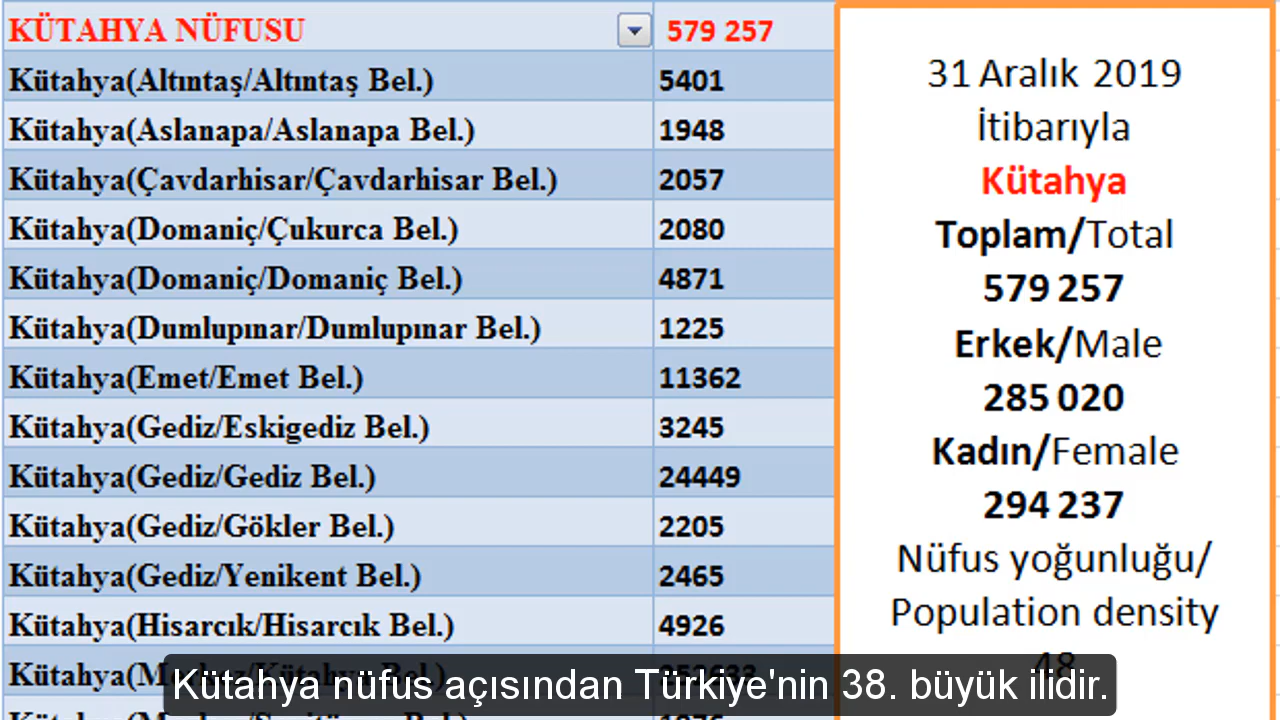 KÜTAHYA NÜFUSU 579 257
Kütahya(Altıntaş/Altıntaş Bel.) 5401
Kütahya(Aslanapa/Aslanapa Bel.) 1948
Kütahya(Çavdarhisar/Çavdarhisar Bel.) 2057
Kütahya(Domaniç/Çukurca Bel.) 2080
Kütahya(Domaniç/Domaniç Bel.) 4871
Kütahya(Dumlupınar/Dumlupınar Bel.) 1225
Kütahya(Emet/Emet Bel.) 11362
Kütahya(Gediz/Eskigediz Bel.) 3245
Kütahya(Gediz/Gediz Bel.) 24449
Kütahya(Gediz/Gökler Bel.) 2205
Kütahya(Gediz/Yenikent Bel.) 2465
Kütahya(Hisarcık/Hisarcık Bel.) 4926
31 Aralık 2019
İtibarıyla
Kütahya
Toplam/Total
579 257
Erkek/Male
285 020
Kadın/Female
294 237
Nüfus yoğunluğu/
Population density
48
Kütahya nüfus açısından Türkiye'nin 38. büyük ilidir.